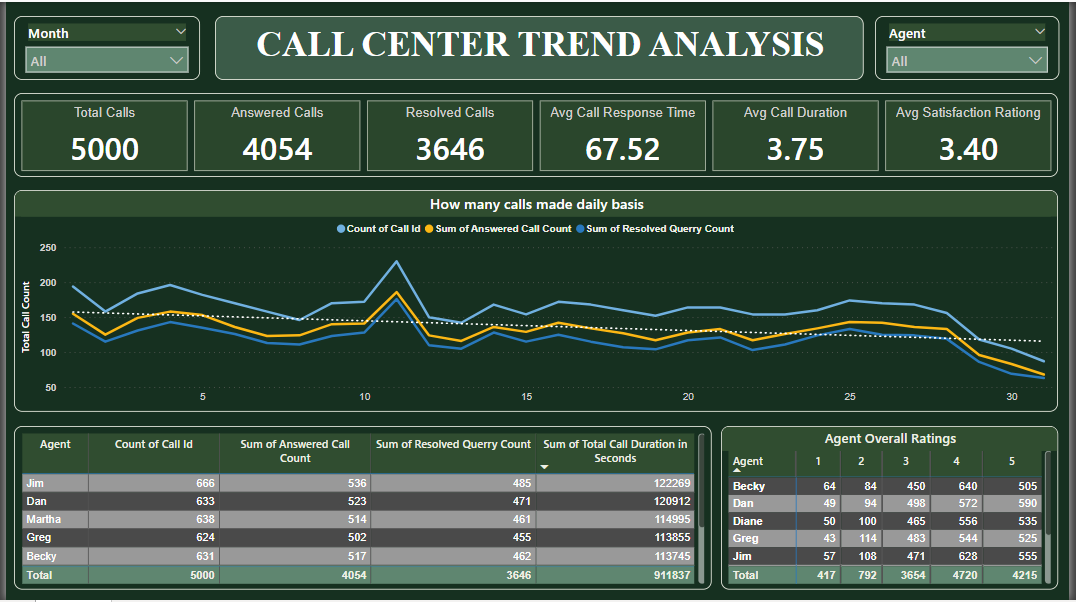 Month
All
CALL CENTER TREND ANALYSIS
Agent
All
Total Calls
5000
Answered Calls
4054
Resolved Calls
3646
Avg Call Response Time
67.52
Avg Call Duration
3.75
Avg Satisfaction Rationg
3.40
How many calls made daily basis
Count of Call Id Sum of Answered Call Count Sum of Resolved Querry Count
Total Call Count
250
200
150
100
50
5 10 15 20 25 30
Agent Count of Call Id Sum of Answered Call Count Sum of Resolved Querry Count Sum of Total Call Duration in Seconds
Jim 666 536 485 122269
Dan 633 523 471 120912
Martha 638 514 461 114995
Greg 624 502 455 113855
Becky 631 517 462 113745
Total 5000 4054 3646 911837
Agent Overall Ratings
Agent 1 2 3 4 5
Becky 64 84 450 640 505
Dan 49 94 498 572 590
Diane 50 100 465 556 535
Greg 43 114 483 544 525
Jim 57 108 471 628 555
Total 417 792 3654 4720 4215